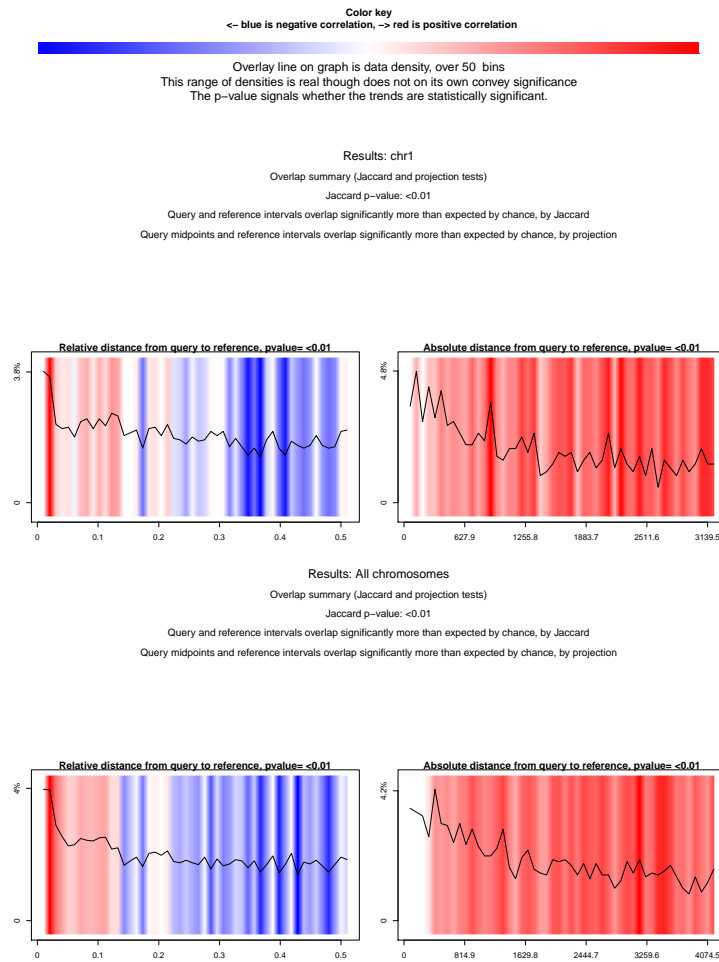 Color key
<− blue is negative correlation, −> red is positive correlation
Overlay line on graph is data density, over 50 bins
This range of densities is real though does not on its own convey significance
The p−value signals whether the trends are statistically significant.
Results: chr1
Overlap summary (Jaccard and projection tests)
Jaccard p−value: <0.01
Query and reference intervals overlap significantly more than expected by chance, by Jaccard
Query midpoints and reference intervals overlap significantly more than expected by chance, by projection
Relative distance from query to reference, pvalue= <0.01
3.8%
0
0 0.1 0.2 0.3 0.4 0.5
Absolute distance from query to reference, pvalue= <0.01
4.8%
0
0 627.9 1255.8 1883.7 2511.6 3139.5
Results: All chromosomes
Overlap summary (Jaccard and projection tests)
Jaccard p−value: <0.01
Query and reference intervals overlap significantly more than expected by chance, by Jaccard
Query midpoints and reference intervals overlap significantly more than expected by chance, by projection
Relative distance from query to reference, pvalue= <0.01
4%
0
0 0.1 0.2 0.3 0.4 0.5
Absolute distance from query to reference, pvalue= <0.01
4.2%
0
0 814.9 1629.8 2444.7 3259.6 4074.5